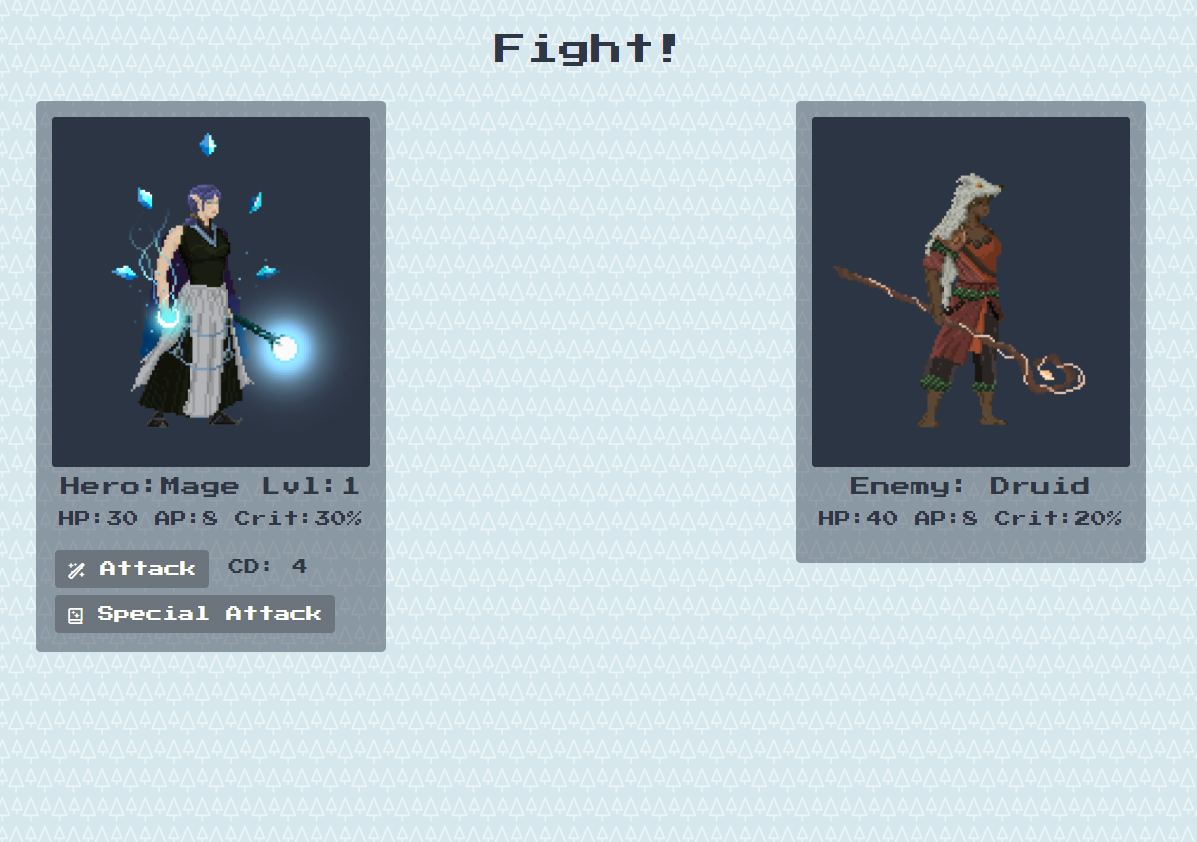 Fight!
Hero:Mage Lvl:1
HP:30 AP:8 Crit:30%
Attack CD: 4
Special Attack
Enemy: Druid
HP:40 AP:8 Crit:20%